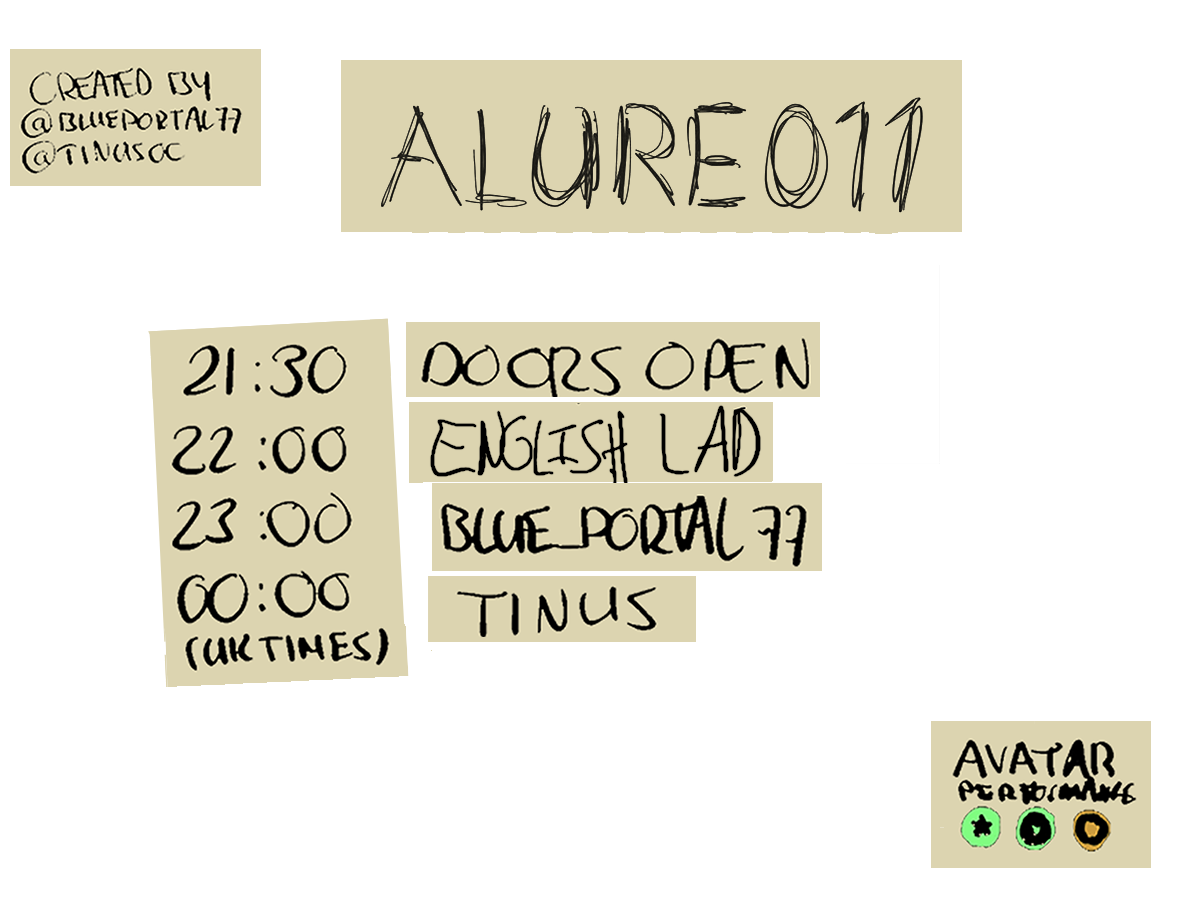 CREATED BY
@BLUEPORTAL77
@TINUSOC
ALURE011
21:30 DOORS OPEN
22:00 ENGLISH LAD
23:00 BLUE_PORTAL77
00:00 TINUS
(UK TIMES)
AVATAR
PERFORMANCE